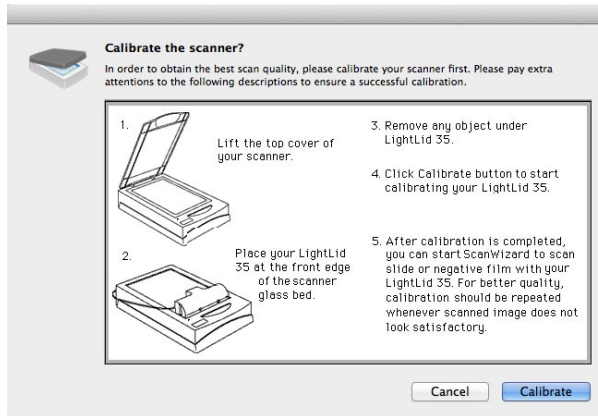 Calibrate the scanner?
In order to obtain the best scan quality, please calibrate your scanner first. Please pay extra
attentions to the following descriptions to ensure a successful calibration.
1.
Lift the top cover of
your scanner.
2.
Place your LightLid
35 at the front edge
of the scanner
glass bed.
3. Remove any object under
LightLid 35.
4. Click Calibrate button to start
calibrating your LightLid 35.
5. After calibration is completed,
you can start ScanWizard to scan
slide or negative film with your
LightLid 35. For better quality,
calibration should be repeated
whenever scanned image does not
look satisfactory.
Cancel
Calibrate